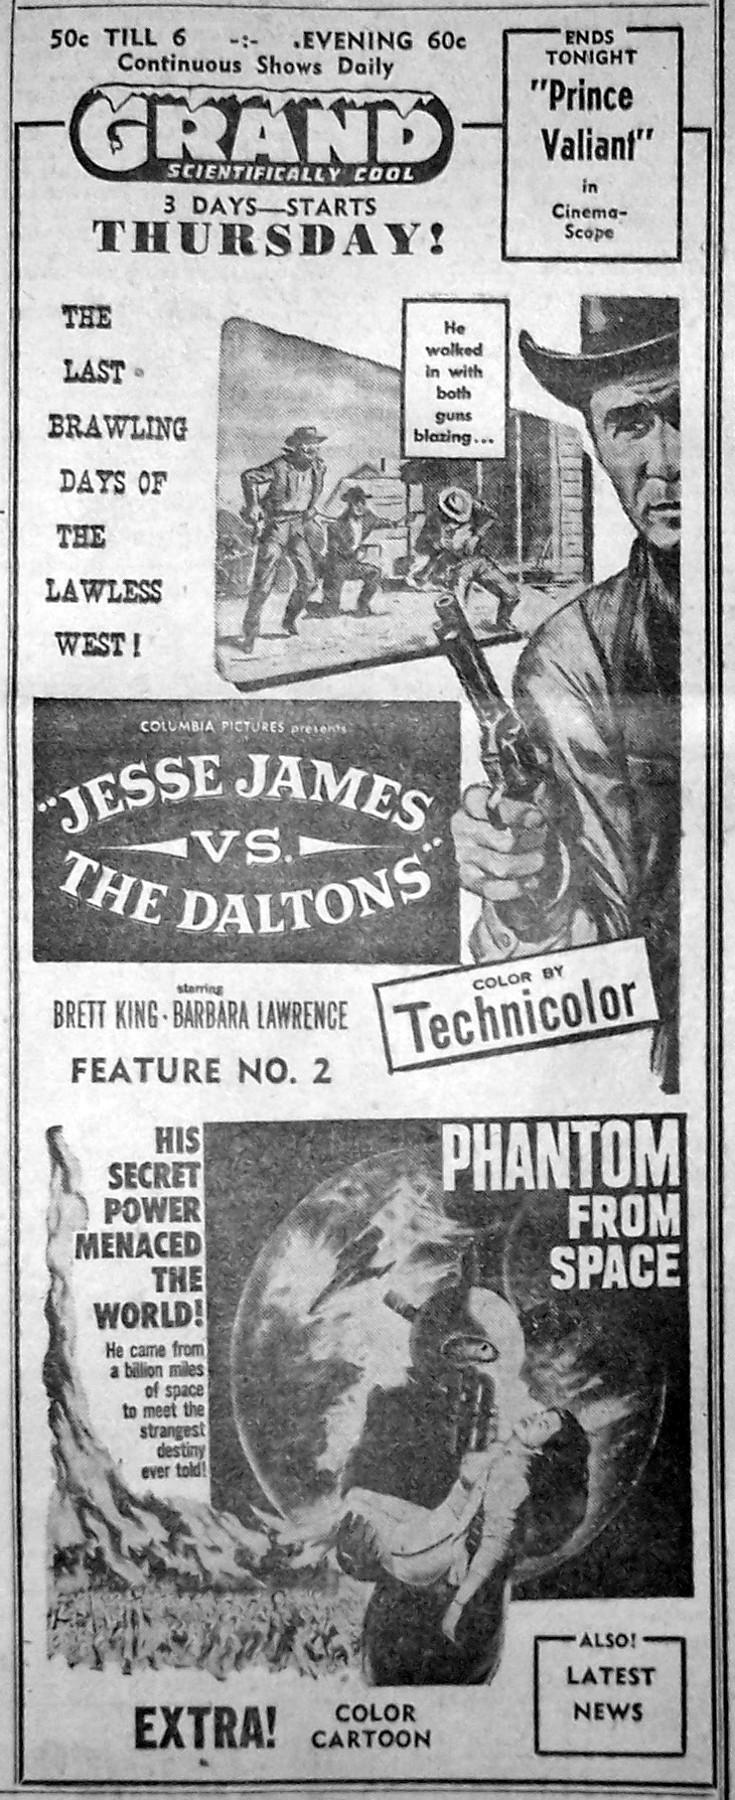 50c TILL 6 -:- .EVENING 60c
Continuous Shows Daily
GRAND
SCIENTIFICALLY COOL
3 DAYS—STARTS
THURSDAY!
ENDS
TONIGHT
"Prince
Valiant"
in
Cinema-
Scope
THE
LAST
BRAWLING
DAYS OF
THE
LAWLESS
WEST!
He
walked
in with
both
guns
blazing...
COLUMBIA PICTURES presents
"JESSE JAMES
VS.
THE DALTONS"
starring
BRETT KING · BARBARA LAWRENCE
COLOR BY
Technicolor
FEATURE NO. 2
HIS
SECRET
POWER
MENACED
THE
WORLD!
He came from
a billion miles
of space
to meet the
strangest
destiny
ever told!
PHANTOM
FROM
SPACE
EXTRA!
COLOR
CARTOON
ALSO!
LATEST
NEWS